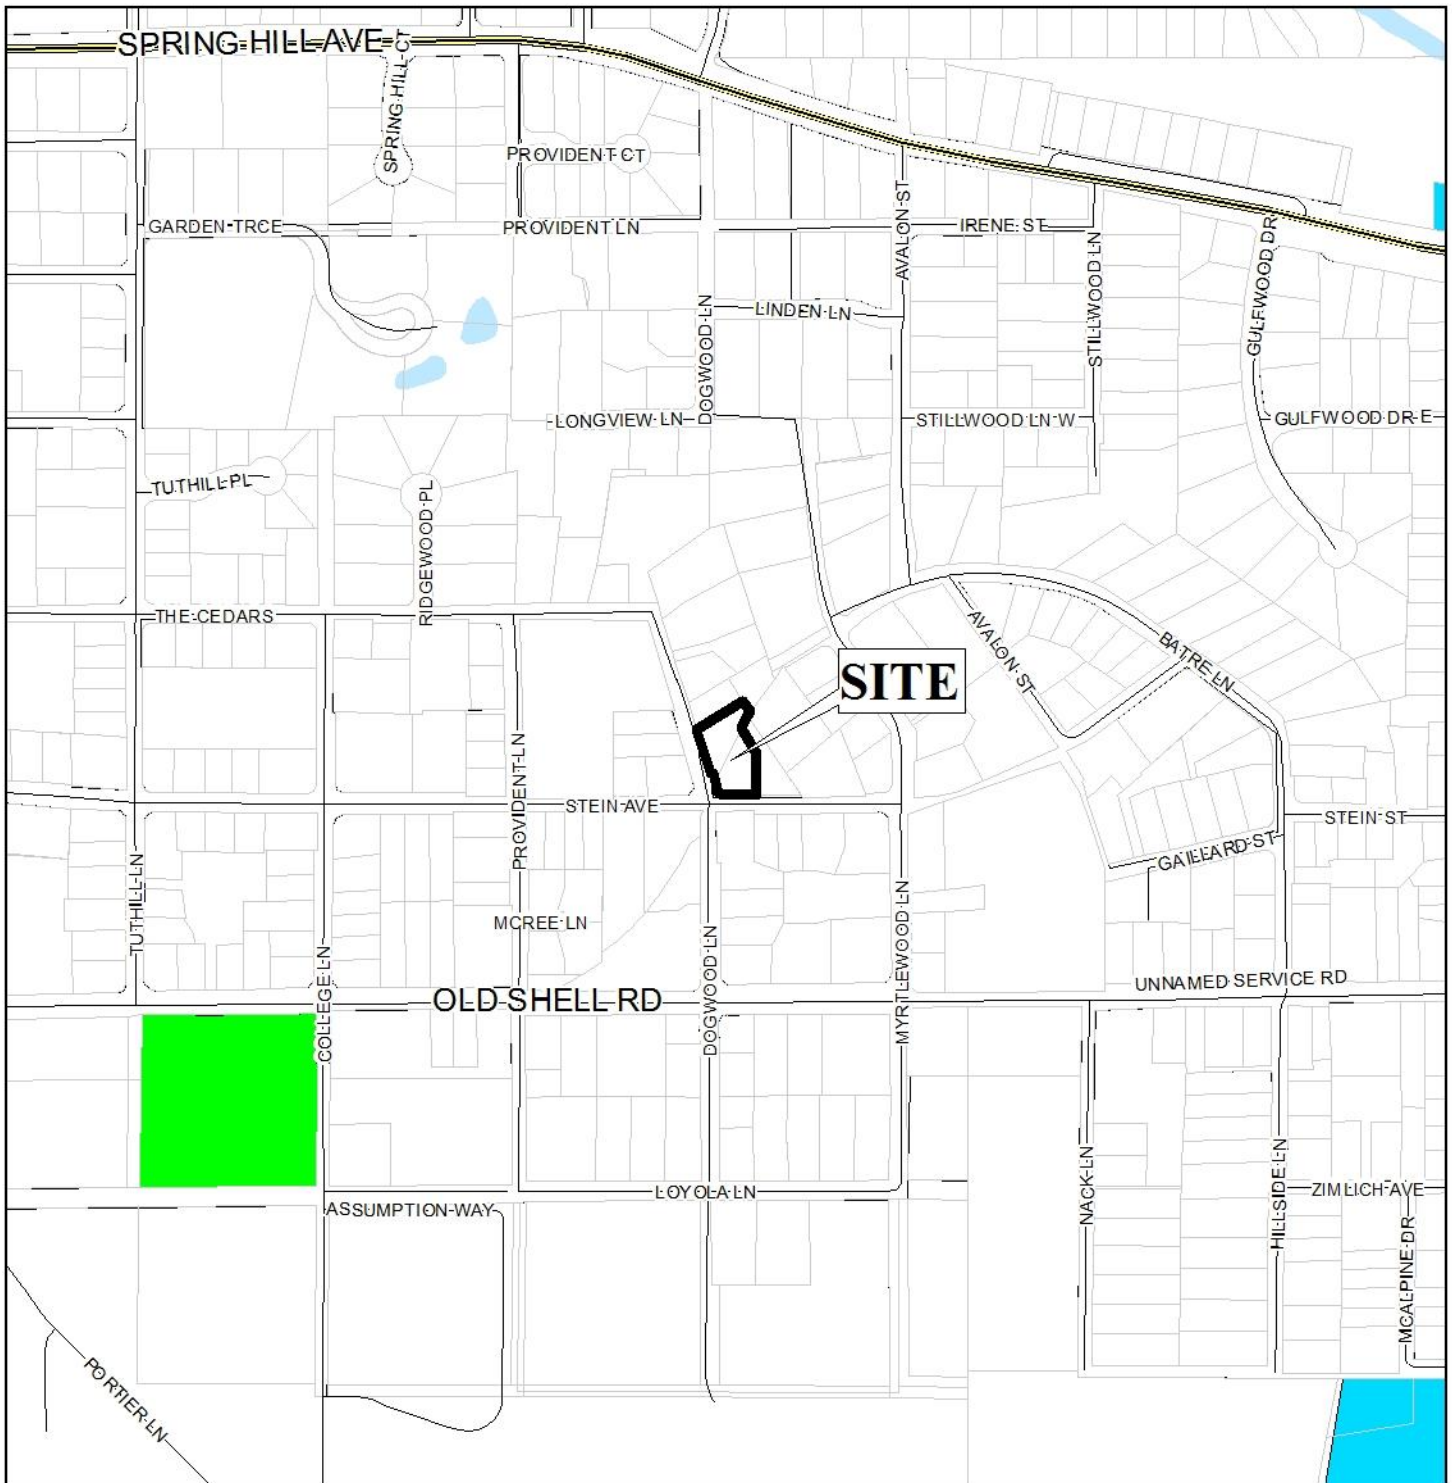 SPRING HILL AVE
SPRING HILL CT
PROVIDENT CT
AVALON ST
GARDEN TRCE
PROVIDENT LN
IRENE ST
STILLWOOD LN
GULFWOOD DR
DOGWOOD LN
LINDEN LN
LONGVIEW LN
STILLWOOD LN W
GULFWOOD DR E
TUTHILL PL
RIDGEWOOD PL
THE CEDARS
AVALON ST
BATRE LN
SITE
PROVIDENT LN
STEIN AVE
STEIN ST
GAILLARD ST
TUTHILL LN
MCREE LN
COLLEGE LN
DOGWOOD LN
MYRTLEWOOD LN
UNNAMED SERVICE RD
OLD SHELL RD
NACK LN
HILLSIDE LN
LOYOLA LN
ZIMLICH AVE
ASSUMPTION WAY
MCALPINE DR
PORTIER LN